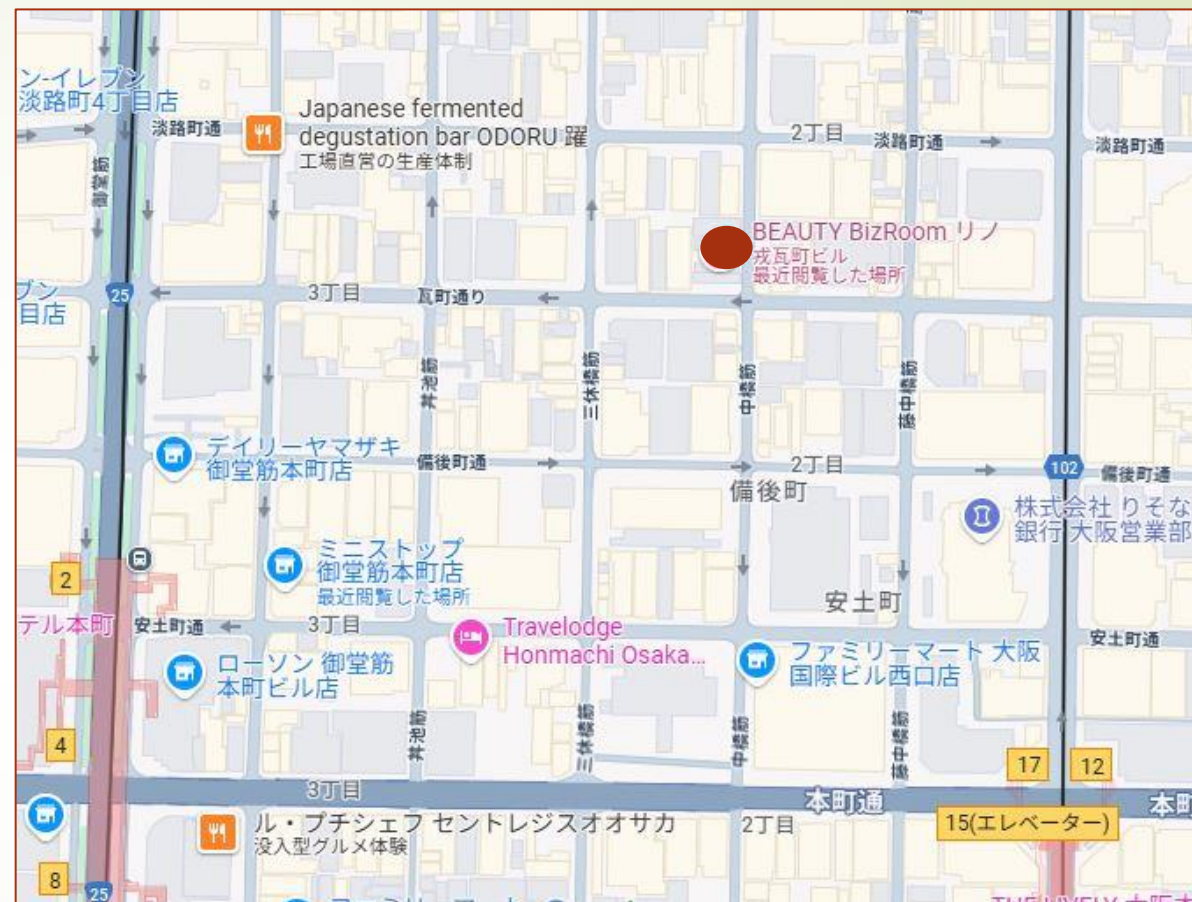 ン-イレブン
淡路町4丁目店
淡路町通
Japanese fermented
degustation bar ODORU 躍
工場直営の生産体制
2丁目
淡路町通
淡路町通
御堂筋
BEAUTY BizRoom リノ
戎瓦町ビル
最近閲覧した場所
ブン
目店
25
3丁目
瓦町通り
丼池筋
三休橋筋
中橋筋
デイリーヤマザキ
御堂筋本町店
備後町通
2丁目
102
備後町通
備後町
株式会社 りそな
銀行 大阪営業部
ミニストップ
御堂筋本町店
最近閲覧した場所
2
安土町
テル本町
安土町通
3丁目
Travelodge
Honmachi Osaka...
安土町通
ローソン 御堂筋
本町ビル店
ファミリーマート 大阪
国際ビル西口店
丼池筋
三休橋筋
中橋筋
4
17
12
3丁目
本町通
本町
ル・プチシェフ セントレジスオオサカ
没入型グルメ体験
2丁目
15(エレベーター)
8
25